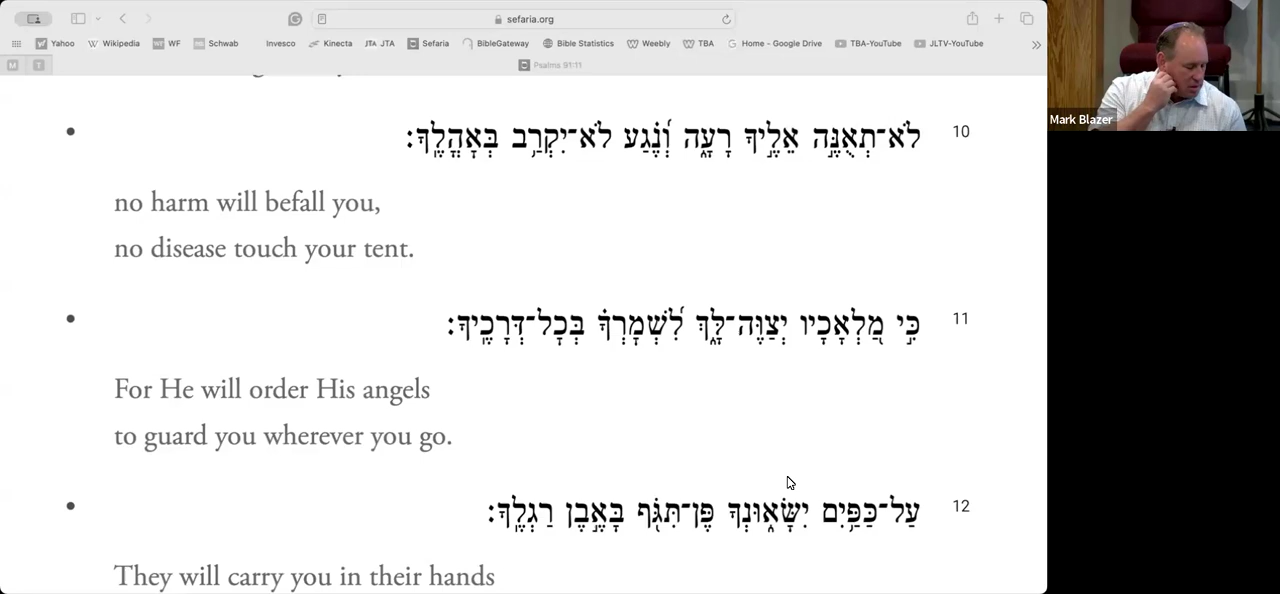 sefaria.org
Yahoo Wikipedia WF Schwab Invesco Kinecta JTA JTA Sefaria BibleGateway Bible Statistics Weebly TBA Home - Google Drive TBA-YouTube JLTV-YouTube
M T Psalms 91:11
Mark Blazer
10 לֹא־תְאֻנֶּ֣ה אֵלֶ֣יךָ רָעָ֑ה וְ֝נֶ֗גַע לֹא־יִקְרַ֥ב בְּאׇהֳלֶֽךָ׃
no harm will befall you,
no disease touch your tent.
11 כִּ֣י מַ֭לְאָכָיו יְצַוֶּה־לָּ֑ךְ לִ֝שְׁמׇרְךָ֗ בְּכׇל־דְּרָכֶֽיךָ׃
For He will order His angels
to guard you wherever you go.
12 עַל־כַּפַּ֥יִם יִשָּׂא֑וּנְךָ פֶּן־תִּגֹּ֖ף בָּאֶ֣בֶן רַגְלֶֽךָ׃
They will carry you in their hands